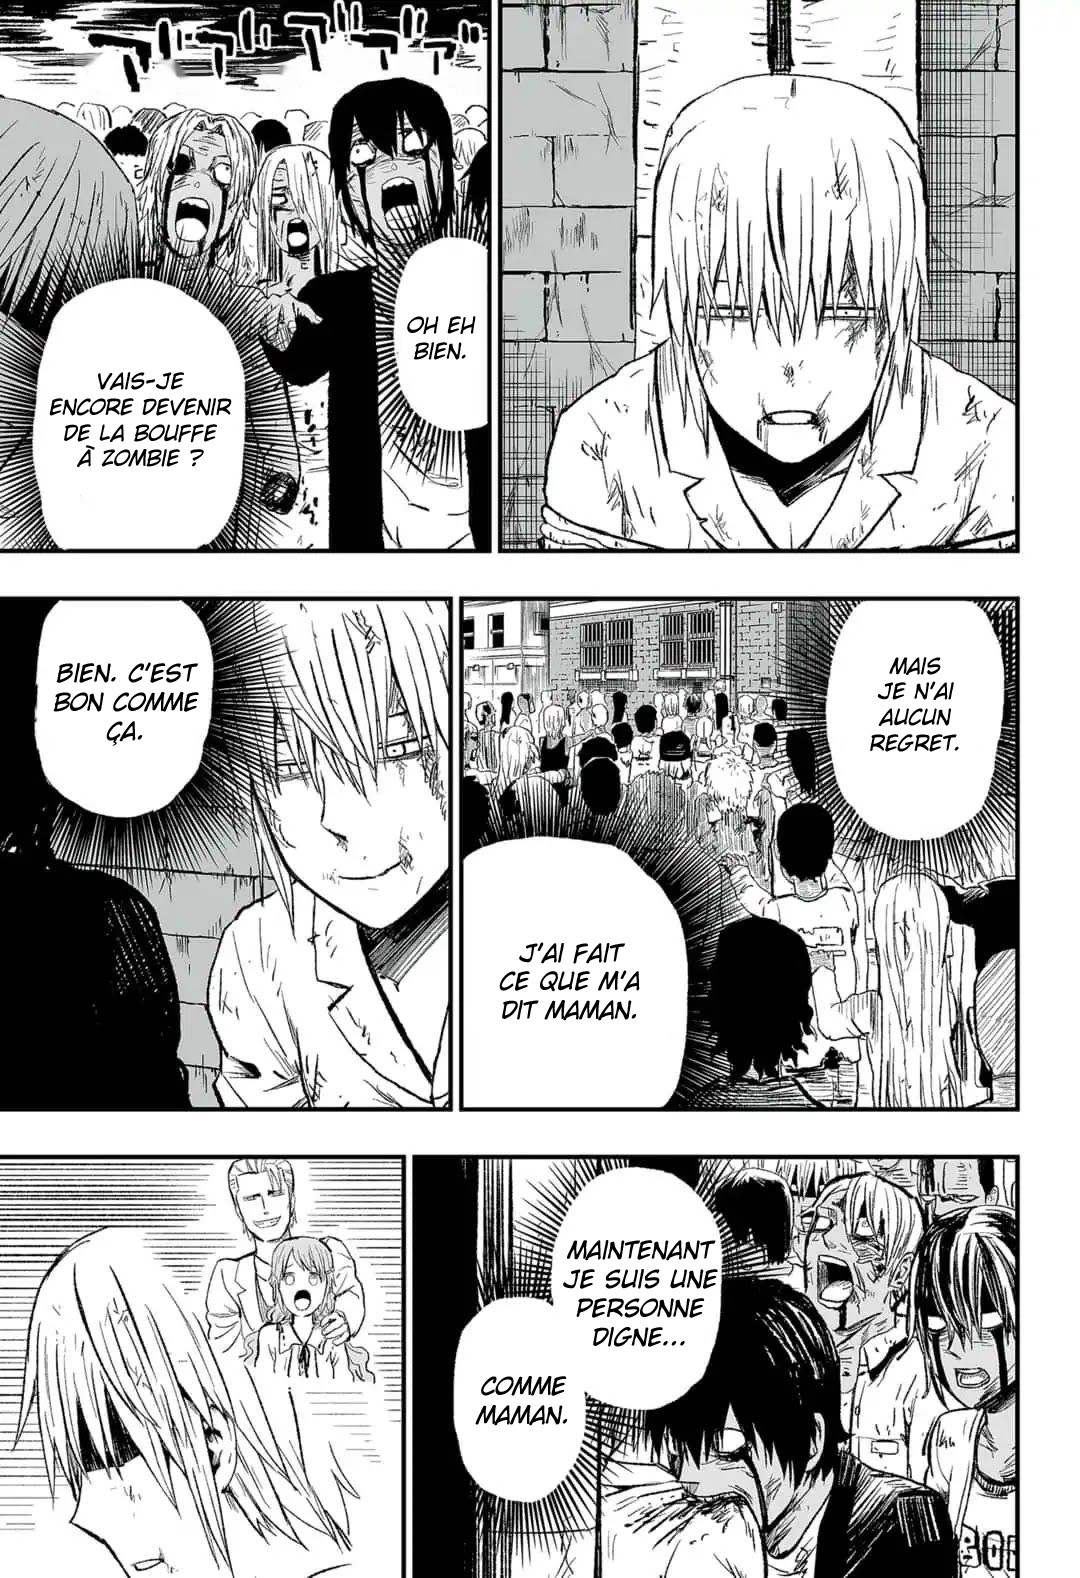 OH EH
BIEN.
VAIS-JE
ENCORE DEVENIR
DE LA BOUFFE
À ZOMBIE ?
MAIS
JE N'AI
AUCUN
REGRET.
J'AI FAIT
CE QUE M'A
DIT MAMAN.
BIEN. C'EST
BON COMME
ÇA.
MAINTENANT
JE SUIS UNE
PERSONNE
DIGNE...
COMME
MAMAN.